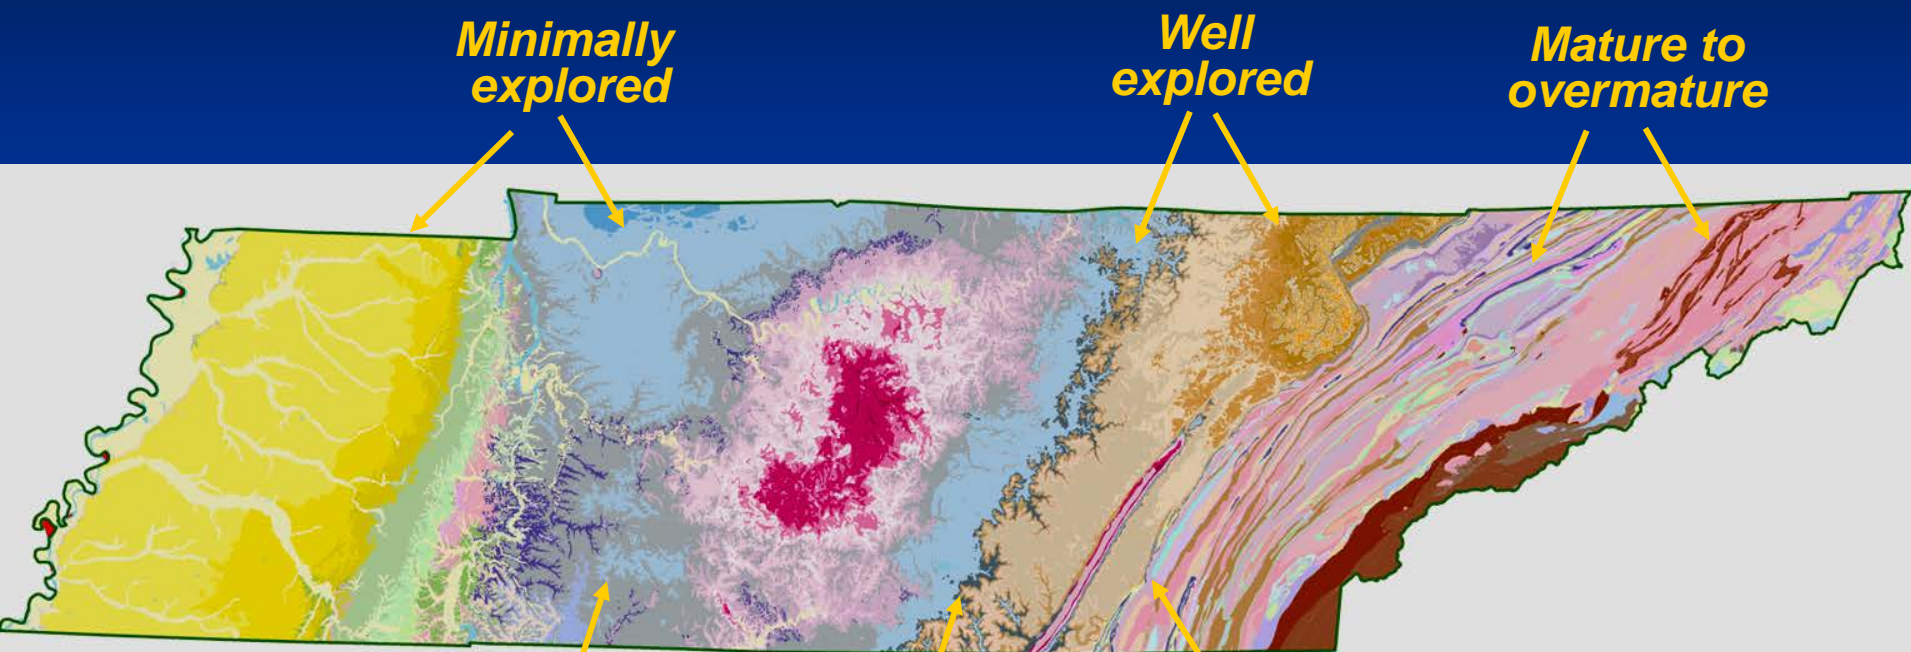 Minimally
explored
Well
explored
Mature to
overmature